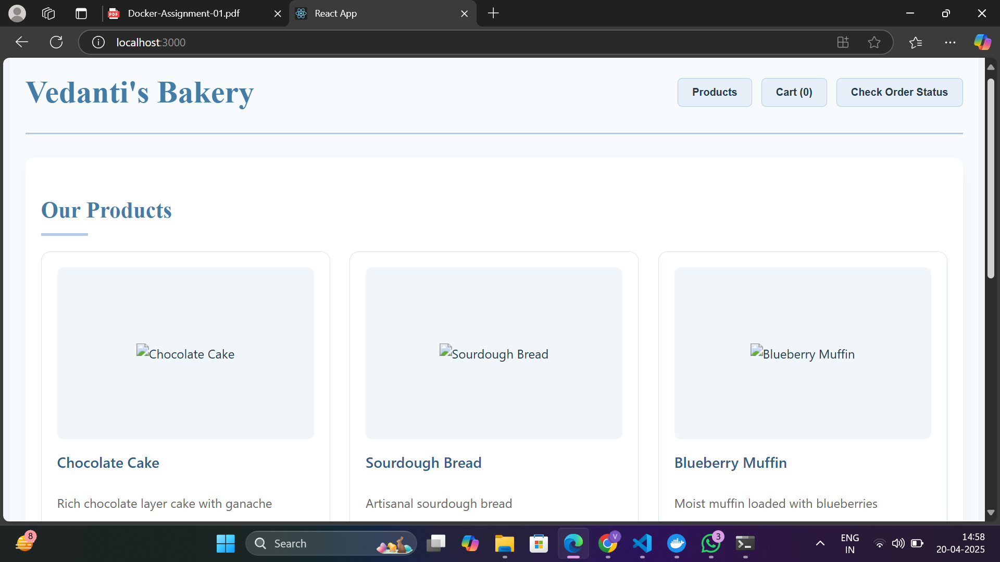 Docker-Assignment-01.pdf
React App
localhost:3000
Vedanti's Bakery
Products
Cart (0)
Check Order Status
Our Products
Chocolate Cake
Sourdough Bread
Blueberry Muffin
Chocolate Cake
Sourdough Bread
Blueberry Muffin
Rich chocolate layer cake with ganache
Artisanal sourdough bread
Moist muffin loaded with blueberries
8
Search
V
3
ENG
IN
14:58
20-04-2025
PDF